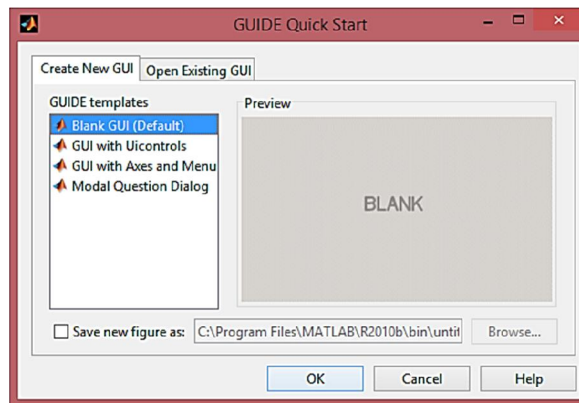 GUIDE Quick Start
Create New GUI
Open Existing GUI
GUIDE templates
Preview
Blank GUI (Default)
GUI with Uicontrols
GUI with Axes and Menu
Modal Question Dialog
BLANK
Save new figure as:
C:\Program Files\MATLAB\R2010b\bin\untit
Browse...
OK
Cancel
Help